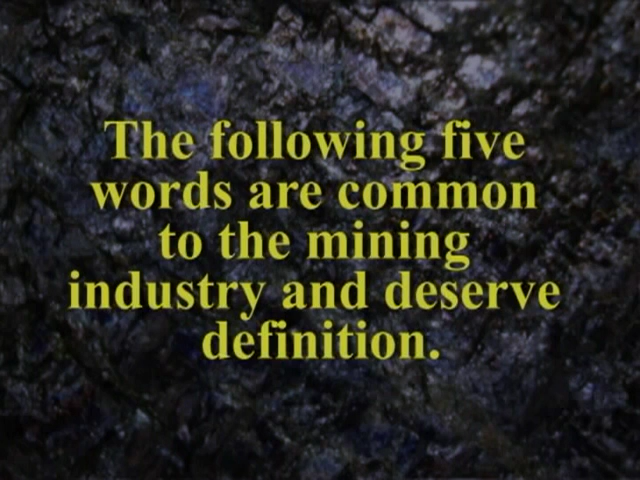 The following five
words are common
to the mining
industry and deserve
definition.